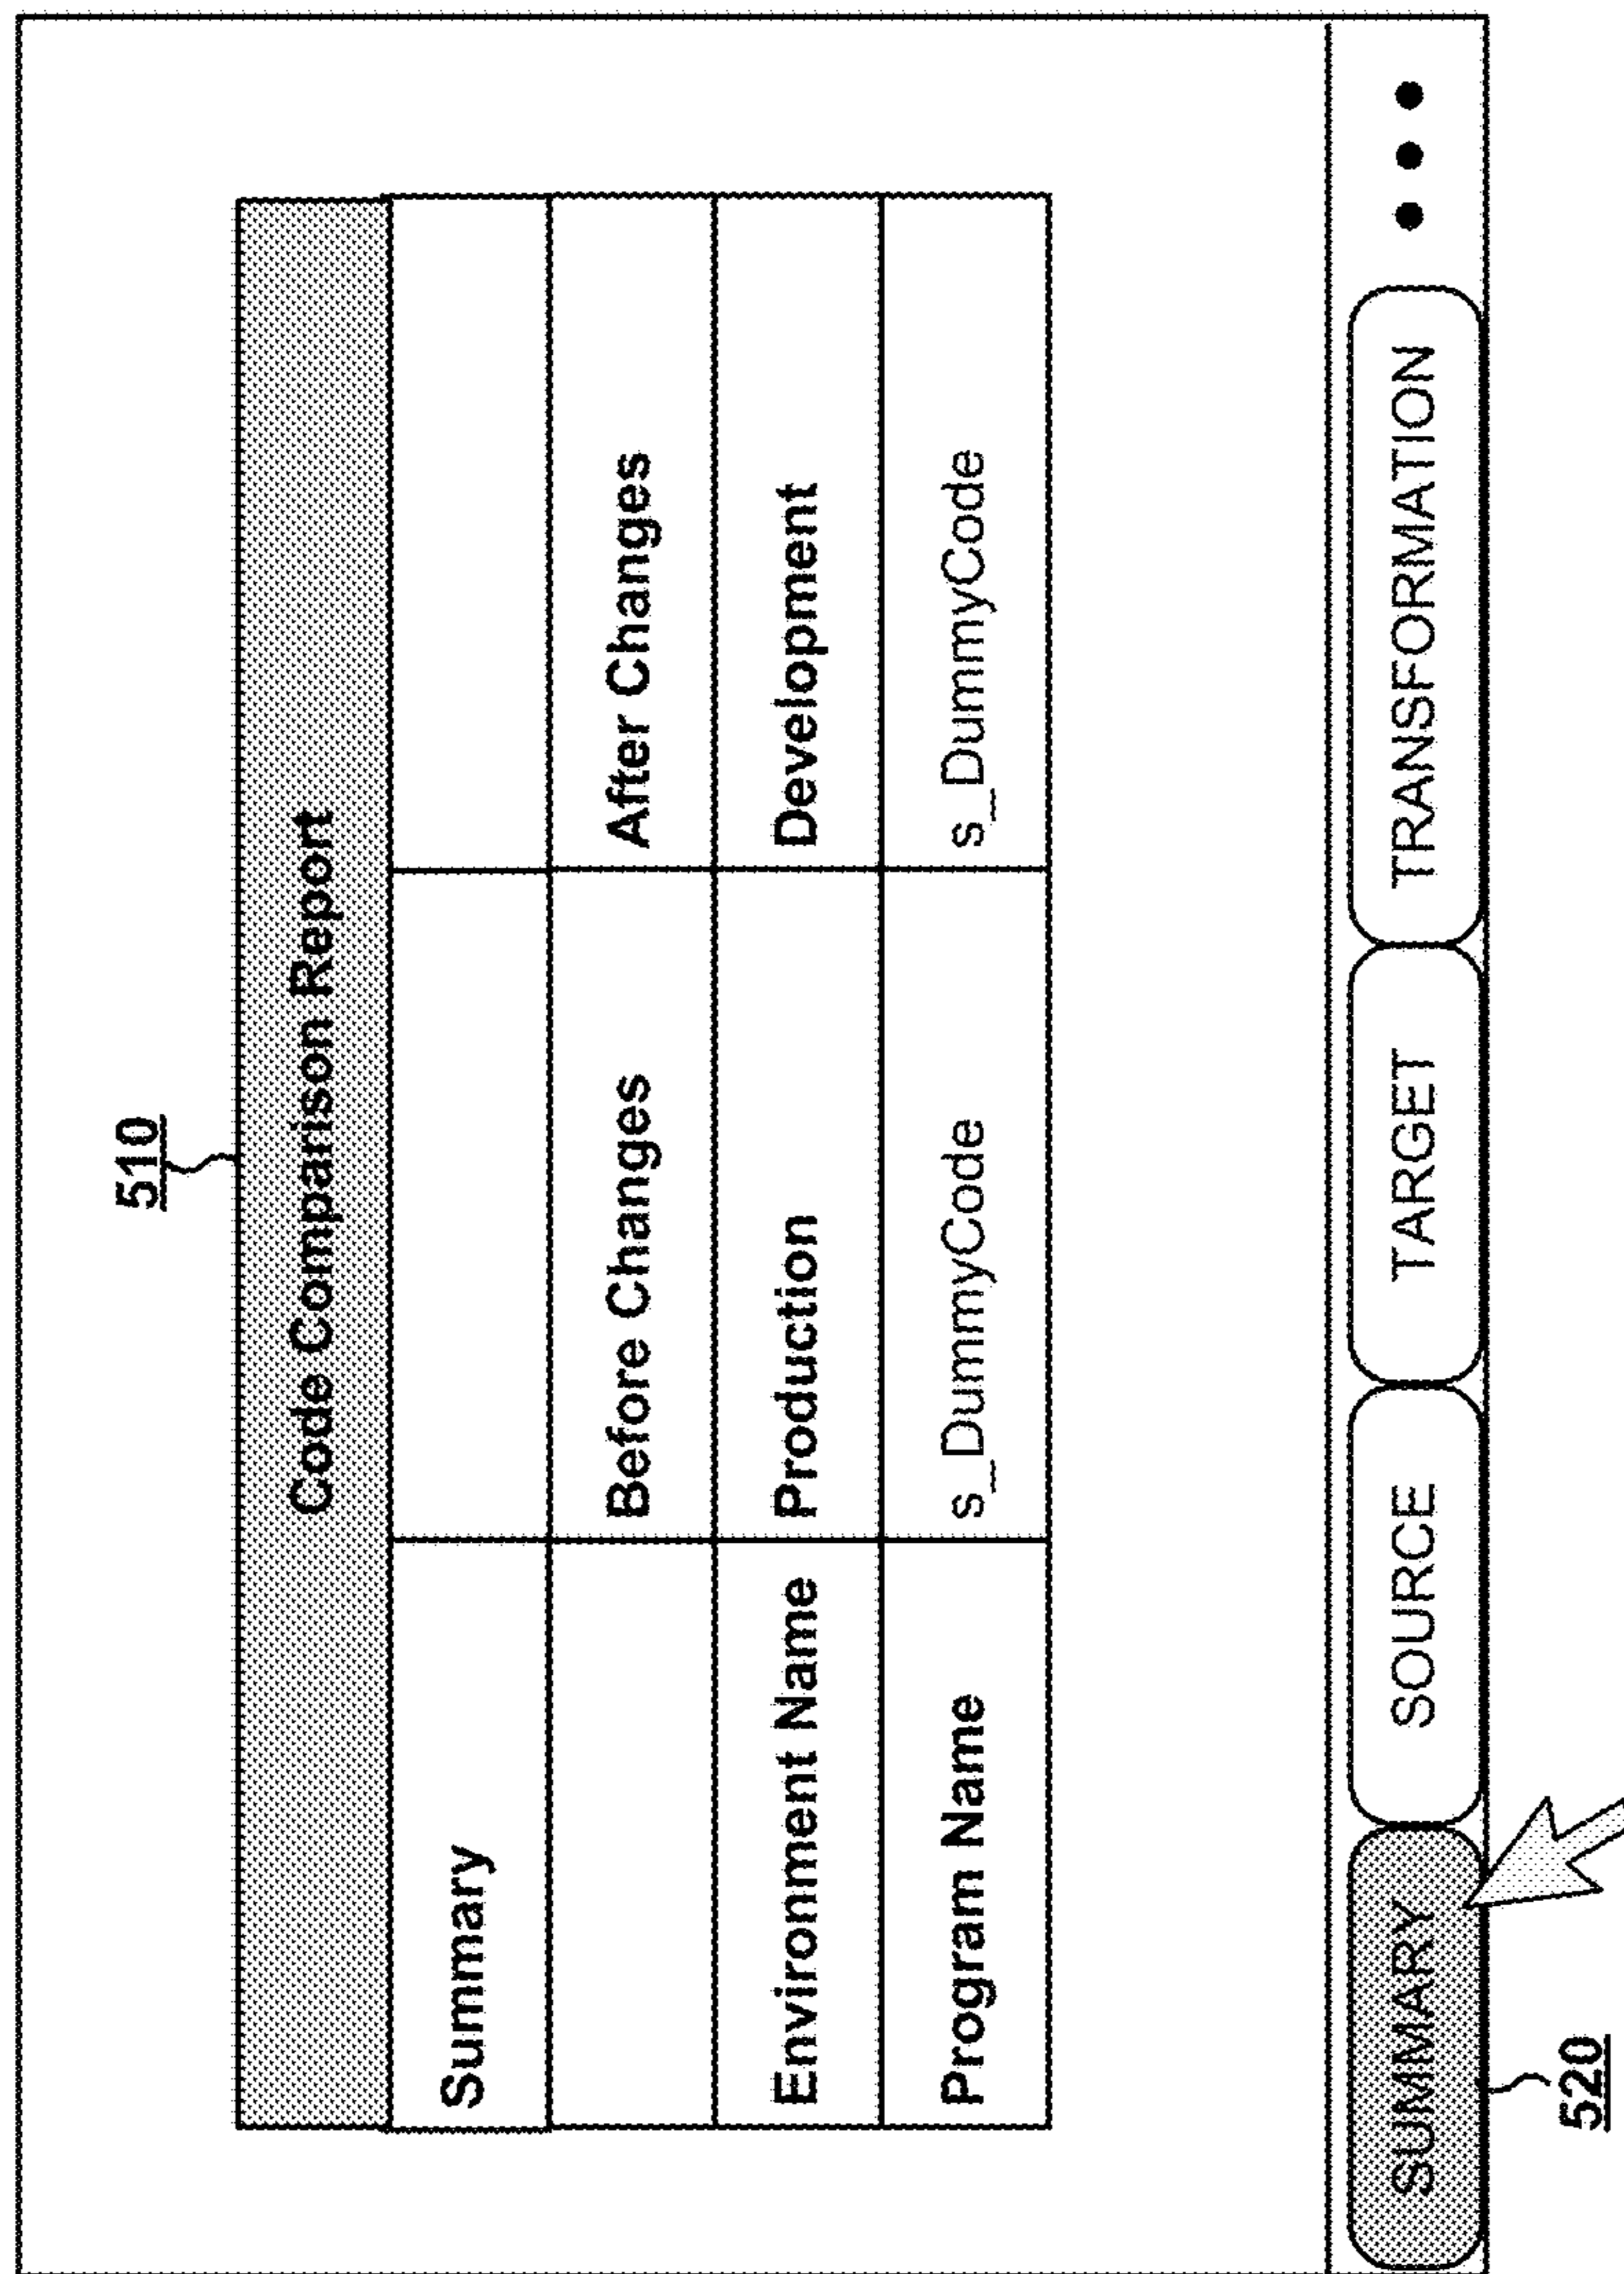 510
Code Comparison Report
Summary
Before Changes After Changes
Environment Name Production Development
Program Name s_DummyCode s_DummyCode
SUMMARY SOURCE TARGET TRANSFORMATION
520